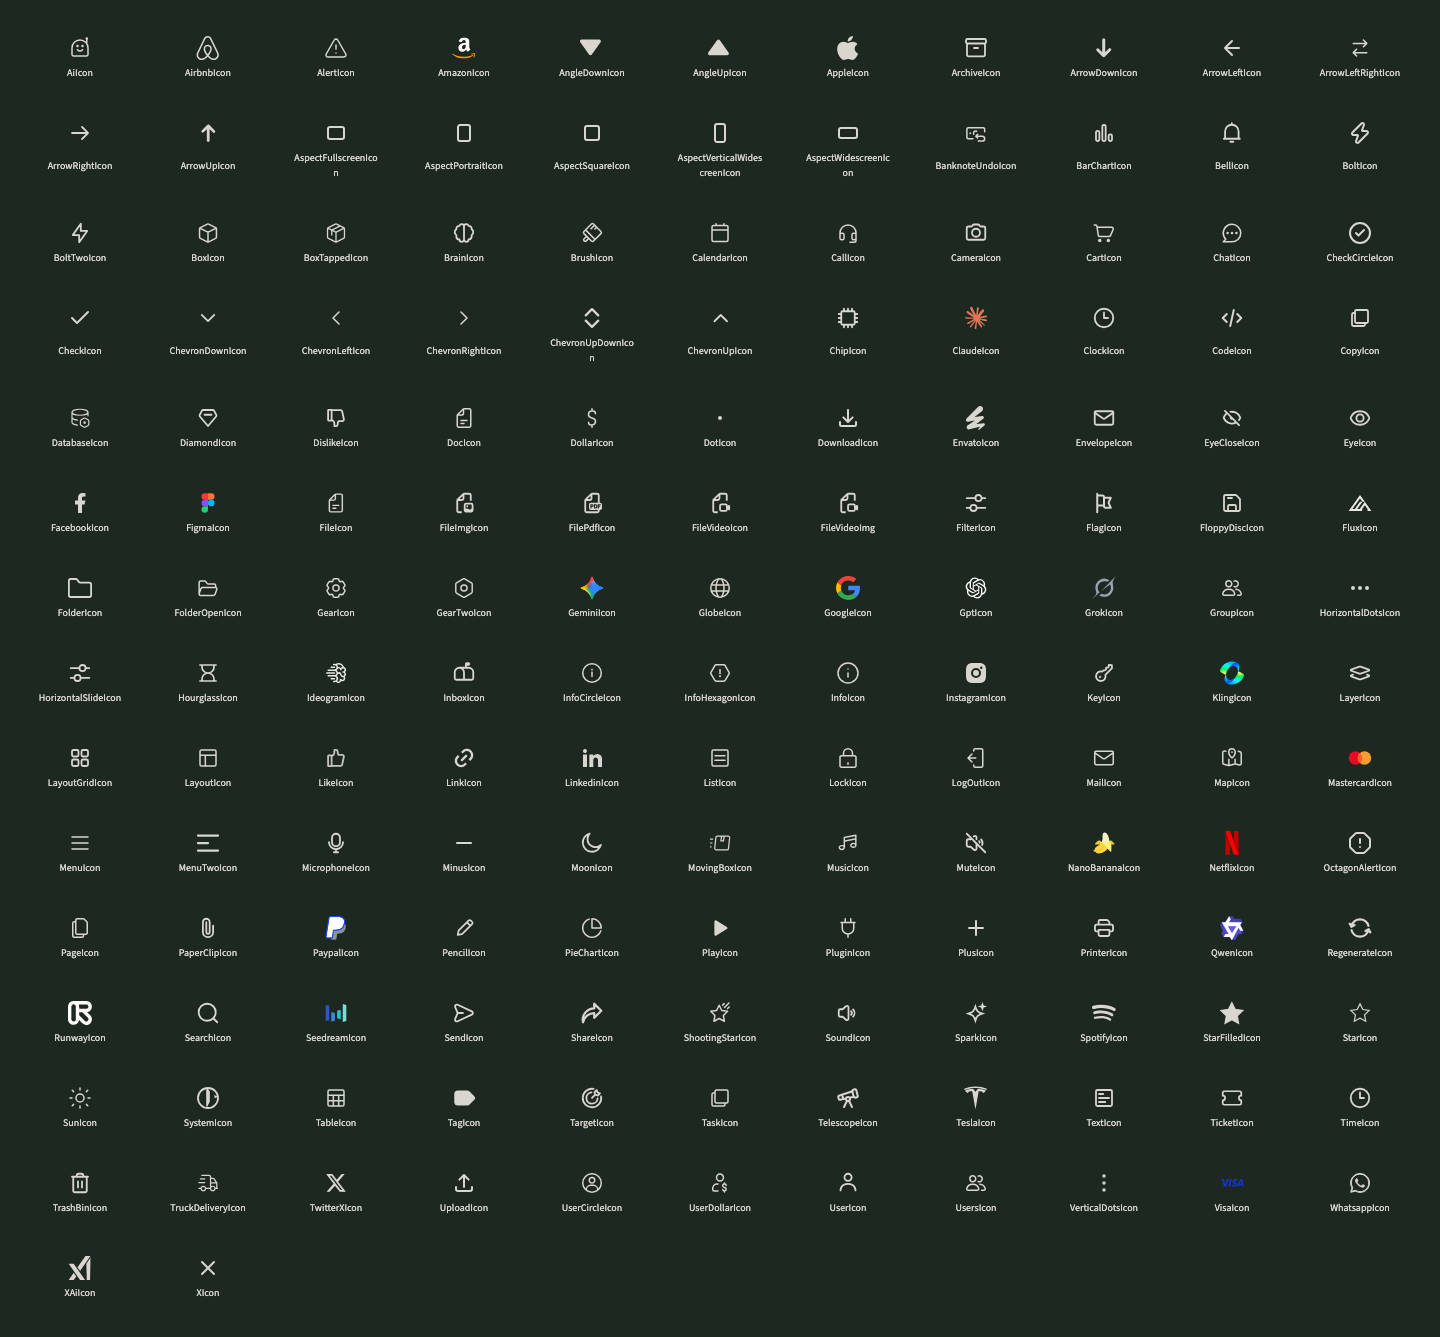 AiIcon
AirbnbIcon
AlertIcon
AmazonIcon
AngleDownIcon
AngleUpIcon
AppleIcon
ArchiveIcon
ArrowDownIcon
ArrowLeftIcon
ArrowLeftRightIcon
ArrowRightIcon
ArrowUpIcon
AspectFullscreenIco
n
AspectPortraitIcon
AspectSquareIcon
AspectVerticalWides
creenIcon
AspectWidescreenIc
on
BanknoteUndoIcon
BarChartIcon
BellIcon
BoltIcon
BoltTwoIcon
BoxIcon
BoxTappedIcon
BrainIcon
BrushIcon
CalendarIcon
CallIcon
CameraIcon
CartIcon
ChatIcon
CheckCircleIcon
CheckIcon
ChevronDownIcon
ChevronLeftIcon
ChevronRightIcon
ChevronUpDownIco
n
ChevronUpIcon
ChipIcon
ClaudeIcon
ClockIcon
CodeIcon
CopyIcon
DatabaseIcon
DiamondIcon
DislikeIcon
DocIcon
DollarIcon
DotIcon
DownloadIcon
EnvatoIcon
EnvelopeIcon
EyeCloseIcon
EyeIcon
FacebookIcon
FigmaIcon
FileIcon
FileImgIcon
FilePdfIcon
FileVideoIcon
FileVideoImg
FilterIcon
FlagIcon
FloppyDiscIcon
FluxIcon
FolderIcon
FolderOpenIcon
GearIcon
GearTwoIcon
GeminiIcon
GlobeIcon
GoogleIcon
GptIcon
GrokIcon
GroupIcon
HorizontalDotsIcon
HorizontalSlideIcon
HourglassIcon
IdeogramIcon
InboxIcon
InfoCircleIcon
InfoHexagonIcon
InfoIcon
InstagramIcon
KeyIcon
KlingIcon
LayerIcon
LayoutGridIcon
LayoutIcon
LikeIcon
LinkIcon
LinkedinIcon
ListIcon
LockIcon
LogOutIcon
MailIcon
MapIcon
MastercardIcon
MenuIcon
MenuTwoIcon
MicrophoneIcon
MinusIcon
MoonIcon
MovingBoxIcon
MusicIcon
MuteIcon
NanoBananaIcon
NetflixIcon
OctagonAlertIcon
PageIcon
PaperClipIcon
PaypalIcon
PencilIcon
PieChartIcon
PlayIcon
PluginIcon
PlusIcon
PrinterIcon
QwenIcon
RegenerateIcon
RunwayIcon
SearchIcon
SeedreamIcon
SendIcon
ShareIcon
ShootingStarIcon
SoundIcon
SparkIcon
SpotifyIcon
StarFilledIcon
StarIcon
SunIcon
SystemIcon
TableIcon
TagIcon
TargetIcon
TaskIcon
TelescopeIcon
TeslaIcon
TextIcon
TicketIcon
TimeIcon
VISA
TrashBinIcon
TruckDeliveryIcon
TwitterXIcon
UploadIcon
UserCircleIcon
UserDollarIcon
UserIcon
UsersIcon
VerticalDotsIcon
VisaIcon
WhatsappIcon
XAiIcon
XIcon